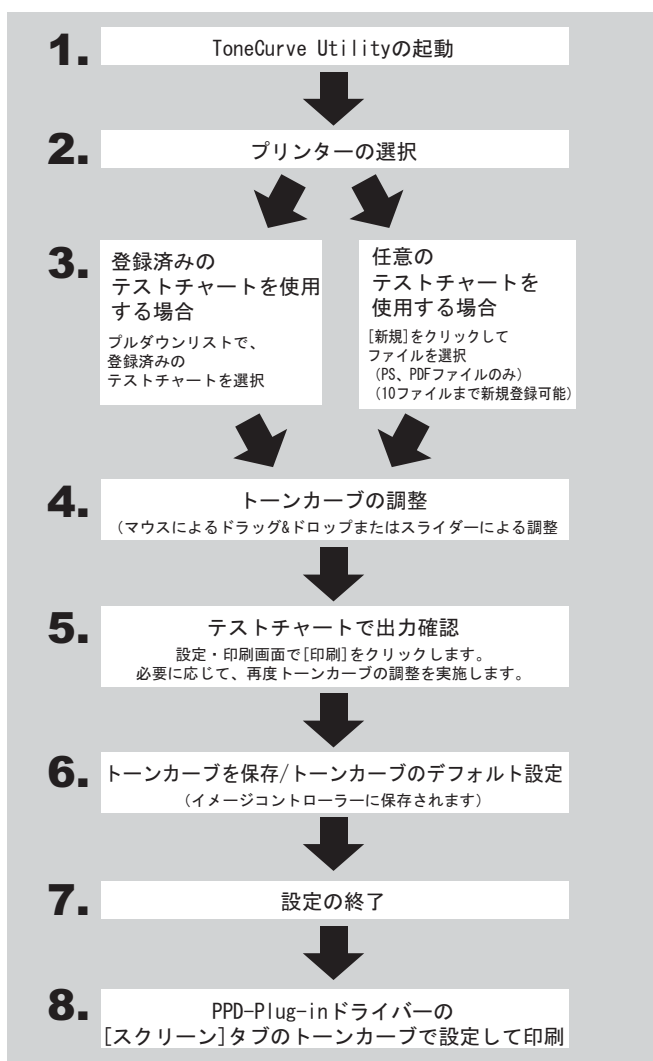 1. ToneCurve Utilityの起動
2. プリンターの選択
3. 登録済みの
テストチャートを使用
する場合
プルダウンリストで、
登録済みの
テストチャートを選択
任意の
テストチャートを
使用する場合
[新規]をクリックして
ファイルを選択
(PS、PDFファイルのみ)
(10ファイルまで新規登録可能)
4. トーンカーブの調整
(マウスによるドラッグ&ドロップまたはスライダーによる調整
5. テストチャートで出力確認
設定・印刷画面で[印刷]をクリックします。
必要に応じて、再度トーンカーブの調整を実施します。
6. トーンカーブを保存/トーンカーブのデフォルト設定
(イメージコントローラーに保存されます)
7. 設定の終了
8. PPD-Plug-inドライバーの
[スクリーン]タブのトーンカーブで設定して印刷